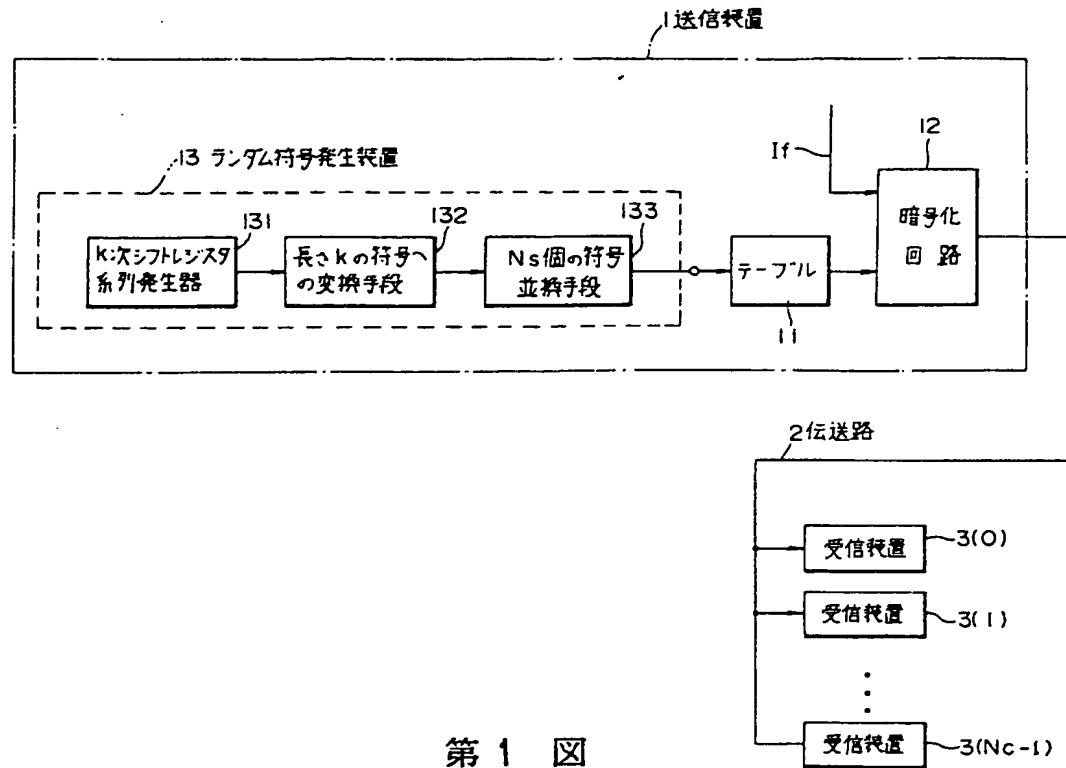 1送信装置
13 ランダム符号発生装置
131
k次シフトレジスタ
系列発生器
132
長さkの符号へ
の変換手段
133
Ns個の符号
並換手段
テーブル
11
If
12
暗号化
回路
2伝送路
受信装置
3(0)
受信装置
3(1)
受信装置
3(Nc-1)
第1図